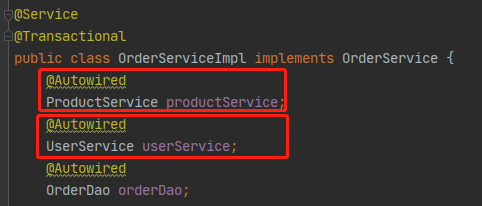 @Service
@Transactional
public class OrderServiceImpl implements OrderService {
@Autowired
ProductService productService;
@Autowired
UserService userService;
@Autowired
OrderDao orderDao;